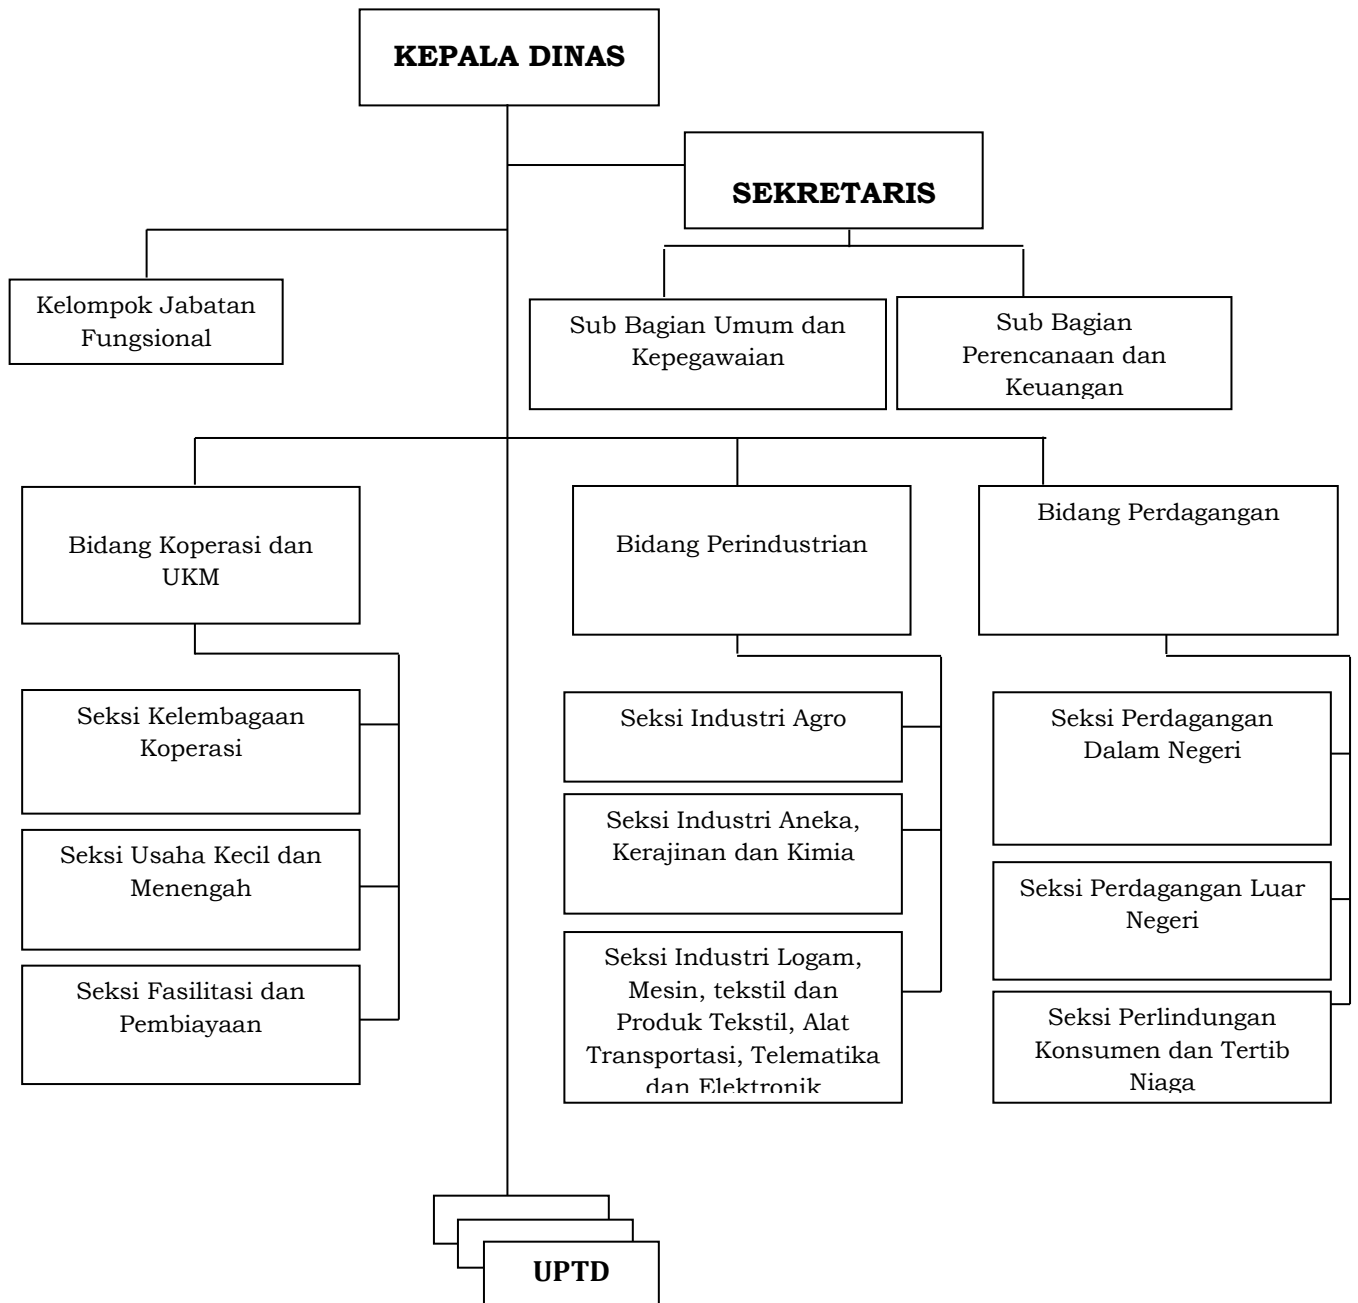 KEPALA DINAS
SEKRETARIS
Kelompok Jabatan
Fungsional
Sub Bagian Umum dan
Kepegawaian
Sub Bagian
Perencanaan dan
Keuangan
Bidang Koperasi dan
UKM
Bidang Perindustrian
Bidang Perdagangan
Seksi Kelembagaan
Koperasi
Seksi Usaha Kecil dan
Menengah
Seksi Fasilitasi dan
Pembiayaan
Seksi Industri Agro
Seksi Industri Aneka,
Kerajinan dan Kimia
Seksi Industri Logam,
Mesin, tekstil dan
Produk Tekstil, Alat
Transportasi, Telematika
dan Elektronik
Seksi Perdagangan
Dalam Negeri
Seksi Perdagangan Luar
Negeri
Seksi Perlindungan
Konsumen dan Tertib
Niaga
UPTD